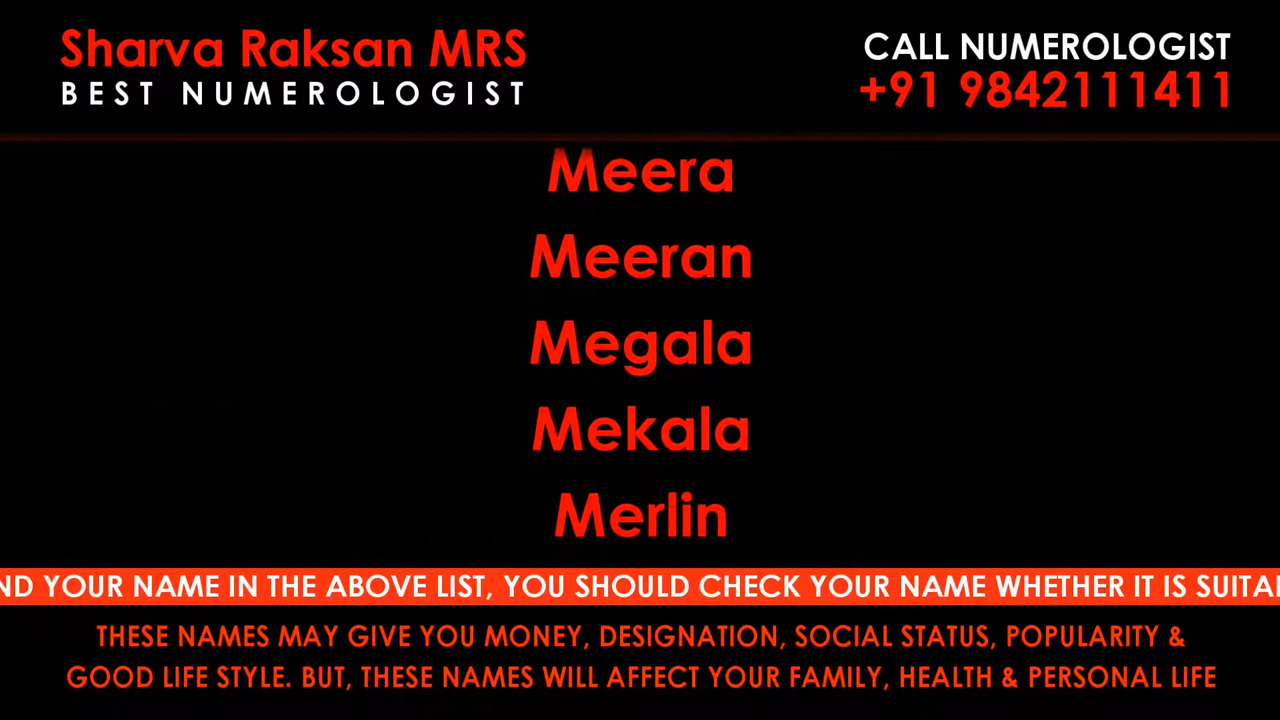 Sharva Raksan MRS
BEST NUMEROLOGIST
CALL NUMEROLOGIST
+91 9842111411
Meera
Meeran
Megala
Mekala
Merlin
YOUR NAME IN THE ABOVE LIST, YOU SHOULD CHECK YOUR NAME WHETHER IT IS
THESE NAMES MAY GIVE YOU MONEY, DESIGNATION, SOCIAL STATUS, POPULARITY &
GOOD LIFE STYLE. BUT, THESE NAMES WILL AFFECT YOUR FAMILY, HEALTH & PERSONAL LIFE